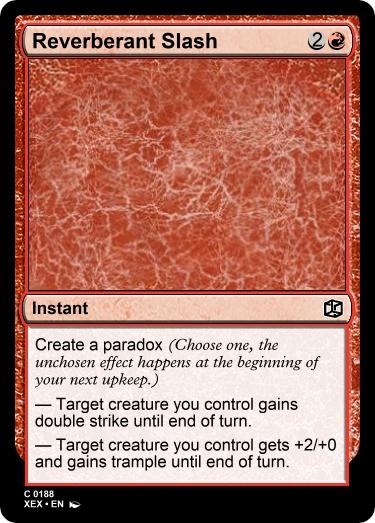 Reverberant Slash 2
Instant
Create a paradox (Choose one, the
unchosen effect happens at the beginning of
your next upkeep.)
— Target creature you control gains
double strike until end of turn.
— Target creature you control gets +2/+0
and gains trample until end of turn.
C 0188
XEX • EN